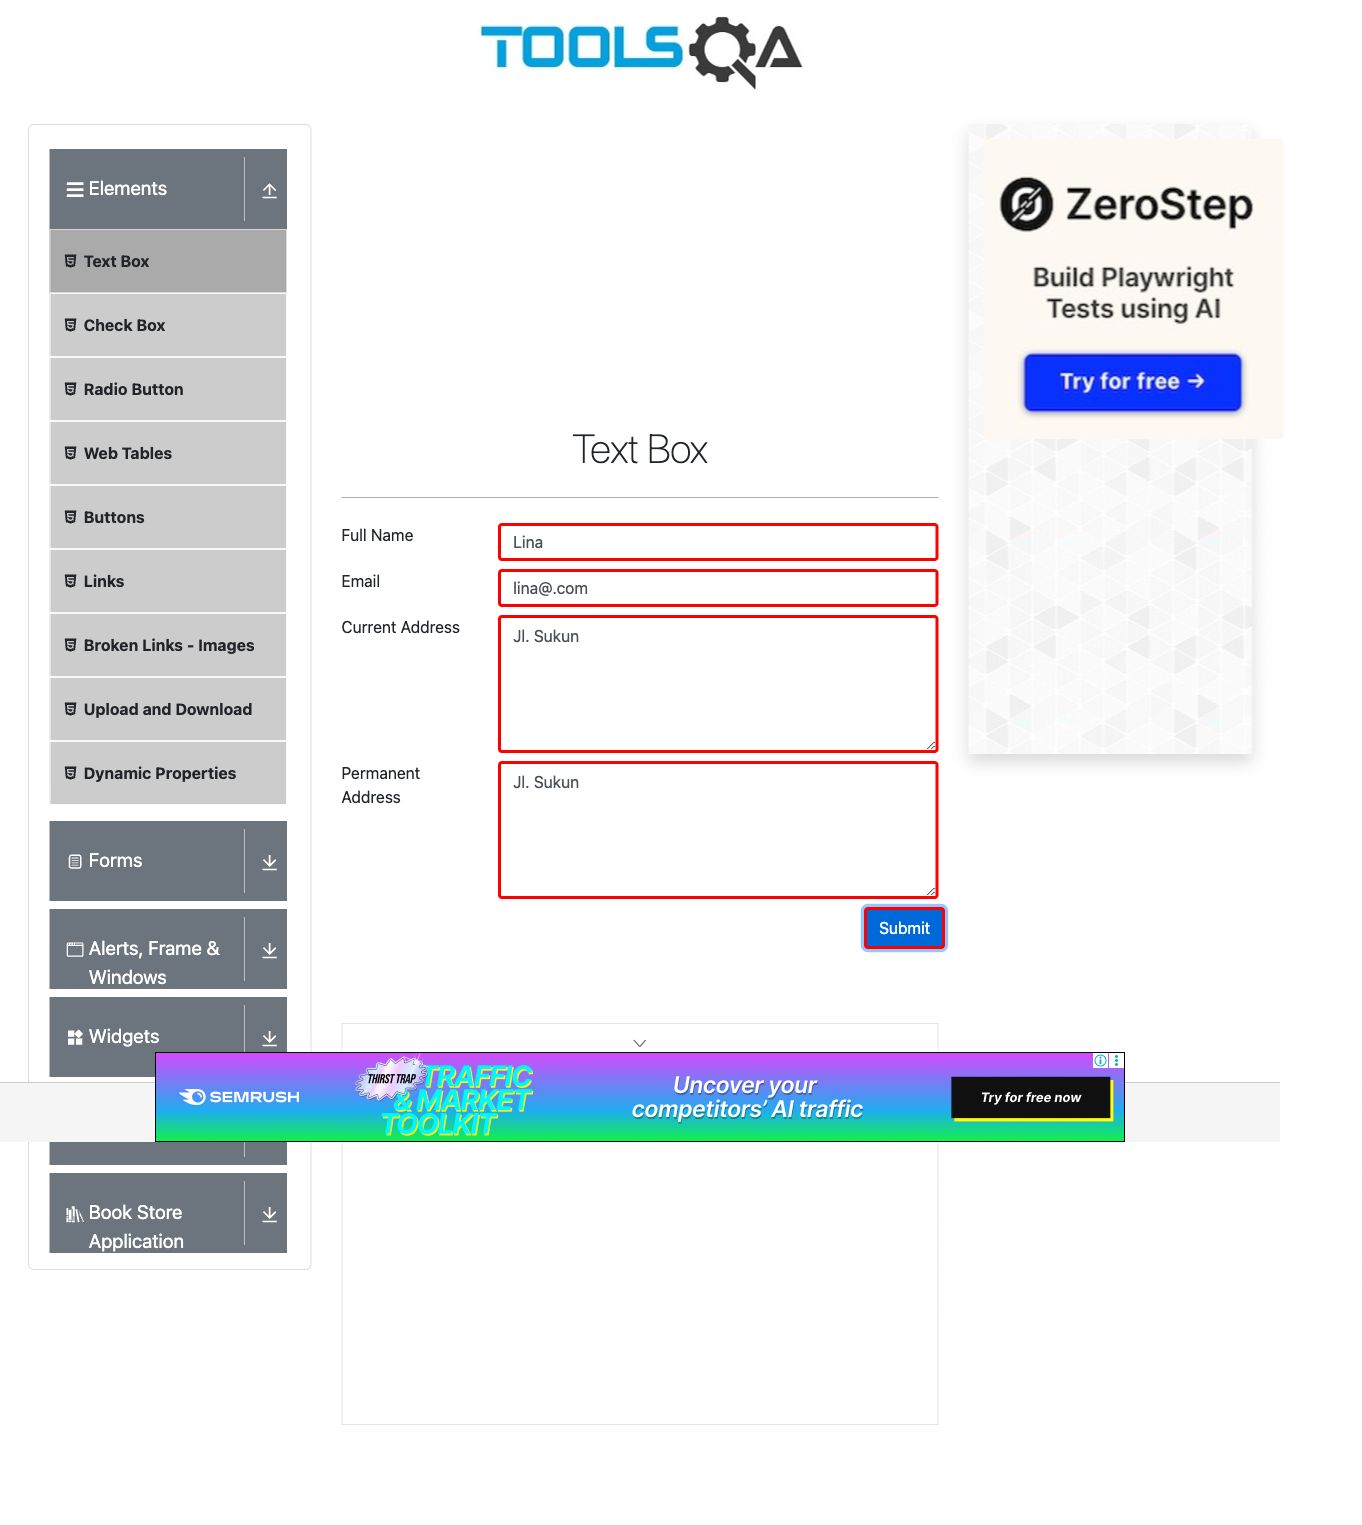 TOOLSQA
Elements
Text Box
Check Box
Radio Button
Web Tables
Buttons
Links
Broken Links - Images
Upload and Download
Dynamic Properties
Forms
Alerts, Frame &
Windows
Widgets
Book Store
Application
Text Box
Full Name
Lina
Email
lina@.com
Current Address
Jl. Sukun
Permanent
Address
Jl. Sukun
Submit
ZeroStep
Build Playwright
Tests using AI
Try for free →
SEMRUSH
THIRST TRAP
TRAFFIC
& MARKET
TOOLKIT
Uncover your
competitors' AI traffic
Try for free now